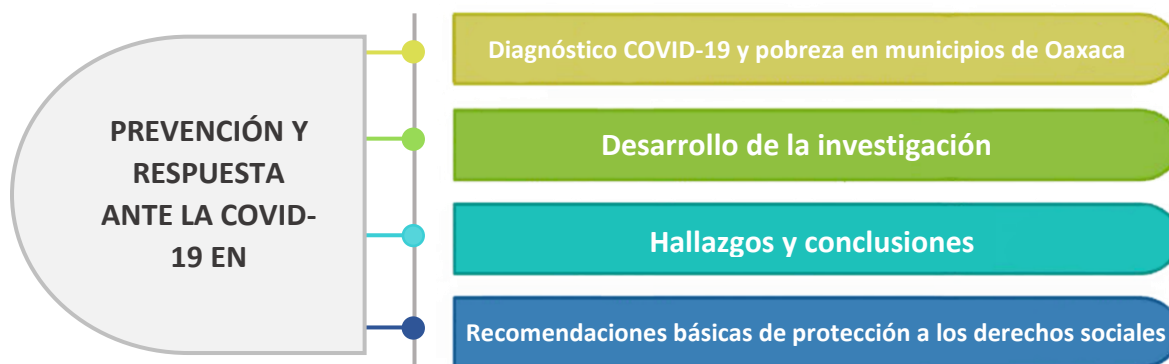 PREVENCIÓN Y
RESPUESTA
ANTE LA COVID-
19 EN
Diagnóstico COVID-19 y pobreza en municipios de Oaxaca
Desarrollo de la investigación
Hallazgos y conclusiones
Recomendaciones básicas de protección a los derechos sociales